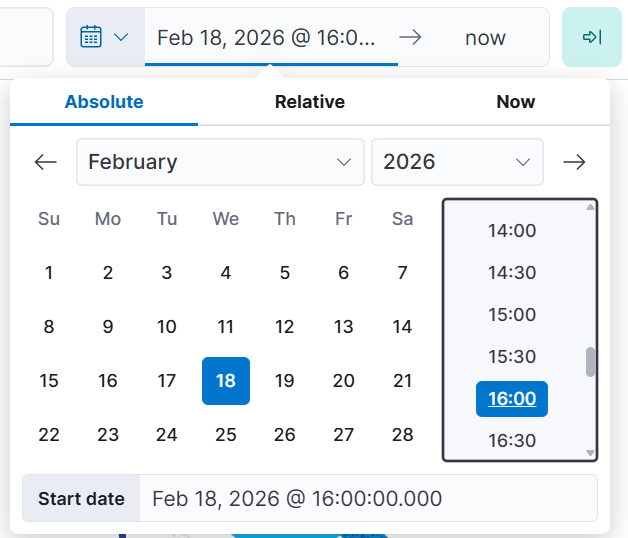 Feb 18, 2026 @ 16:0... → now
Absolute Relative Now
← February 2026 →
Su Mo Tu We Th Fr Sa
1 2 3 4 5 6 7
8 9 10 11 12 13 14
15 16 17 18 19 20 21
22 23 24 25 26 27 28
14:00
14:30
15:00
15:30
16:00
16:30
Start date Feb 18, 2026 @ 16:00:00.000